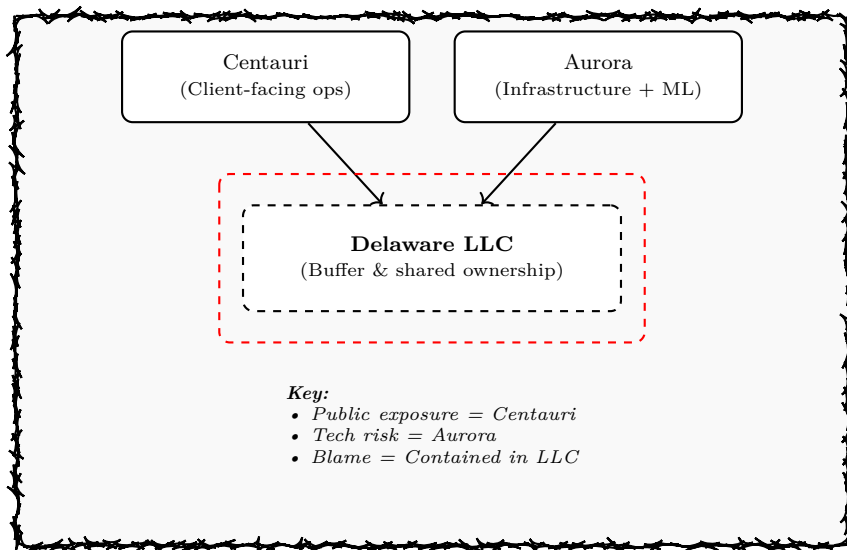 Centauri
(Client-facing ops)
Aurora
(Infrastructure + ML)
Delaware LLC
(Buffer & shared ownership)
Key:
• Public exposure = Centauri
• Tech risk = Aurora
• Blame = Contained in LLC